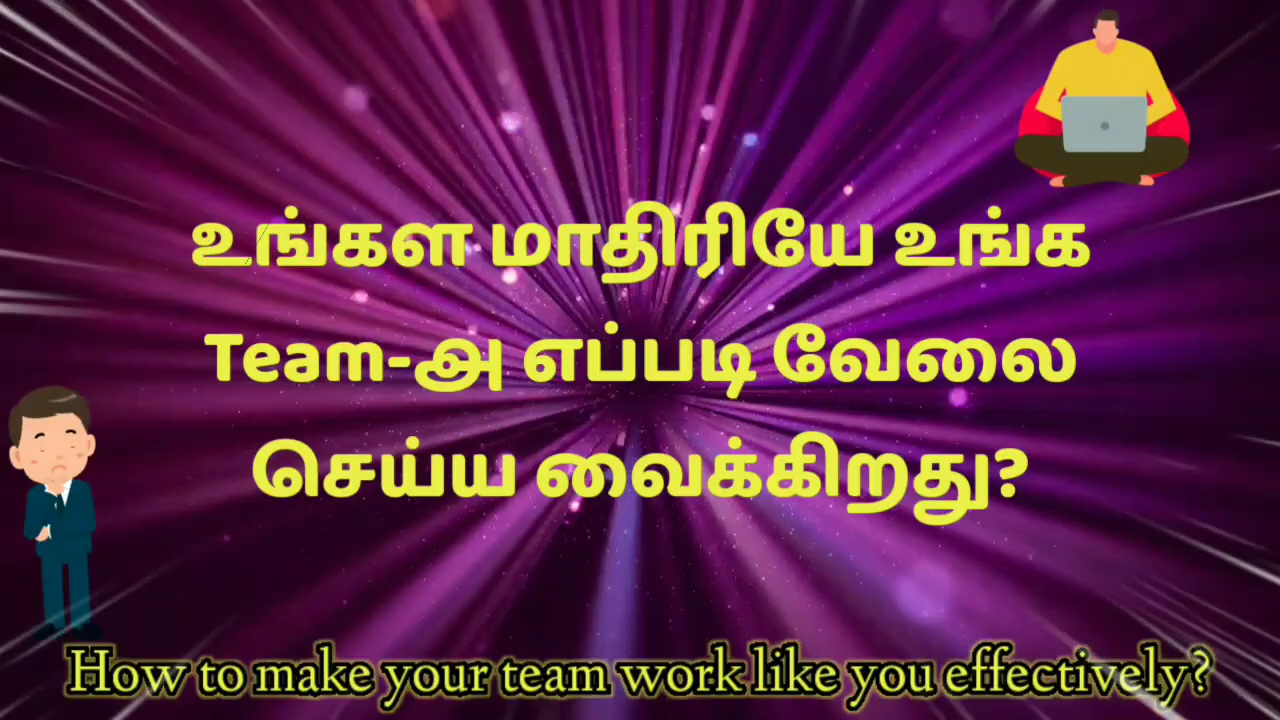 உங்கள மாதிரியே உங்க
Team-அ எப்படி வேலை
செய்ய வைக்கிறது?
How to make your team work like you effectively?